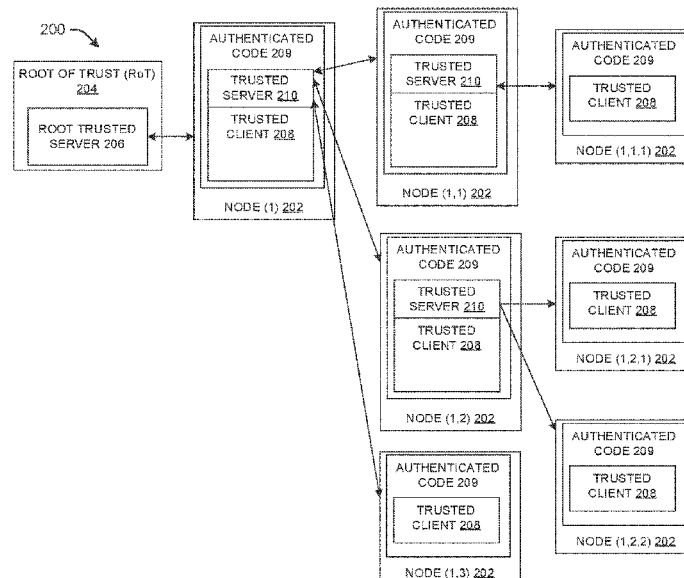 200
ROOT OF TRUST (RoT)
204
ROOT TRUSTED
SERVER 206
AUTHENTICATED
CODE 209
TRUSTED
SERVER 210
TRUSTED
CLIENT 208
NODE (1) 202
AUTHENTICATED
CODE 209
TRUSTED
SERVER 210
TRUSTED
CLIENT 208
NODE (1,1) 202
AUTHENTICATED
CODE 209
TRUSTED
CLIENT 208
NODE (1,1,1) 202
AUTHENTICATED
CODE 209
TRUSTED
SERVER 210
TRUSTED
CLIENT 208
NODE (1,2) 202
AUTHENTICATED
CODE 209
TRUSTED
CLIENT 208
NODE (1,2,1) 202
AUTHENTICATED
CODE 209
TRUSTED
CLIENT 208
NODE (1,2,2) 202
AUTHENTICATED
CODE 209
TRUSTED
CLIENT 208
NODE (1,3) 202